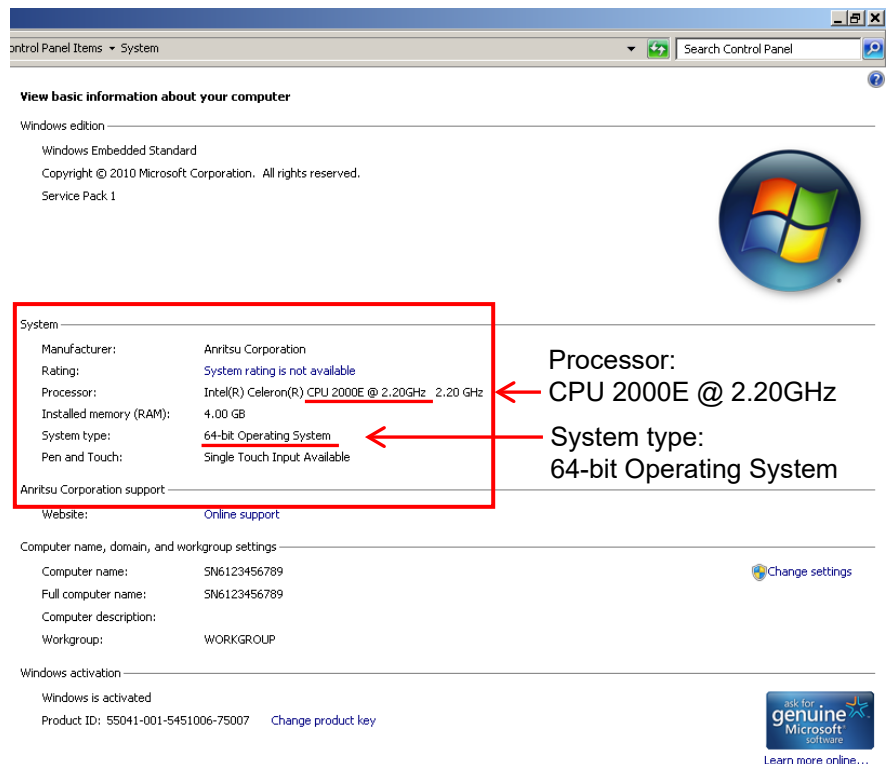 ontrol Panel Items System
Search Control Panel
View basic information about your computer
Windows edition
Windows Embedded Standard
Copyright © 2010 Microsoft Corporation. All rights reserved.
Service Pack 1
System
Manufacturer: Anritsu Corporation
Rating: System rating is not available
Processor: Intel(R) Celeron(R) CPU 2000E @ 2.20GHz 2.20 GHz
Installed memory (RAM): 4.00 GB
System type: 64-bit Operating System
Pen and Touch: Single Touch Input Available
Processor:
CPU 2000E @ 2.20GHz
System type:
64-bit Operating System
Anritsu Corporation support
Website: Online support
Computer name, domain, and workgroup settings
Computer name: SN6123456789
Change settings
Full computer name: SN6123456789
Computer description:
Workgroup: WORKGROUP
Windows activation
Windows is activated
Product ID: 55041-001-5451006-75007 Change product key
ask for
genuine
Microsoft
software
Learn more online...